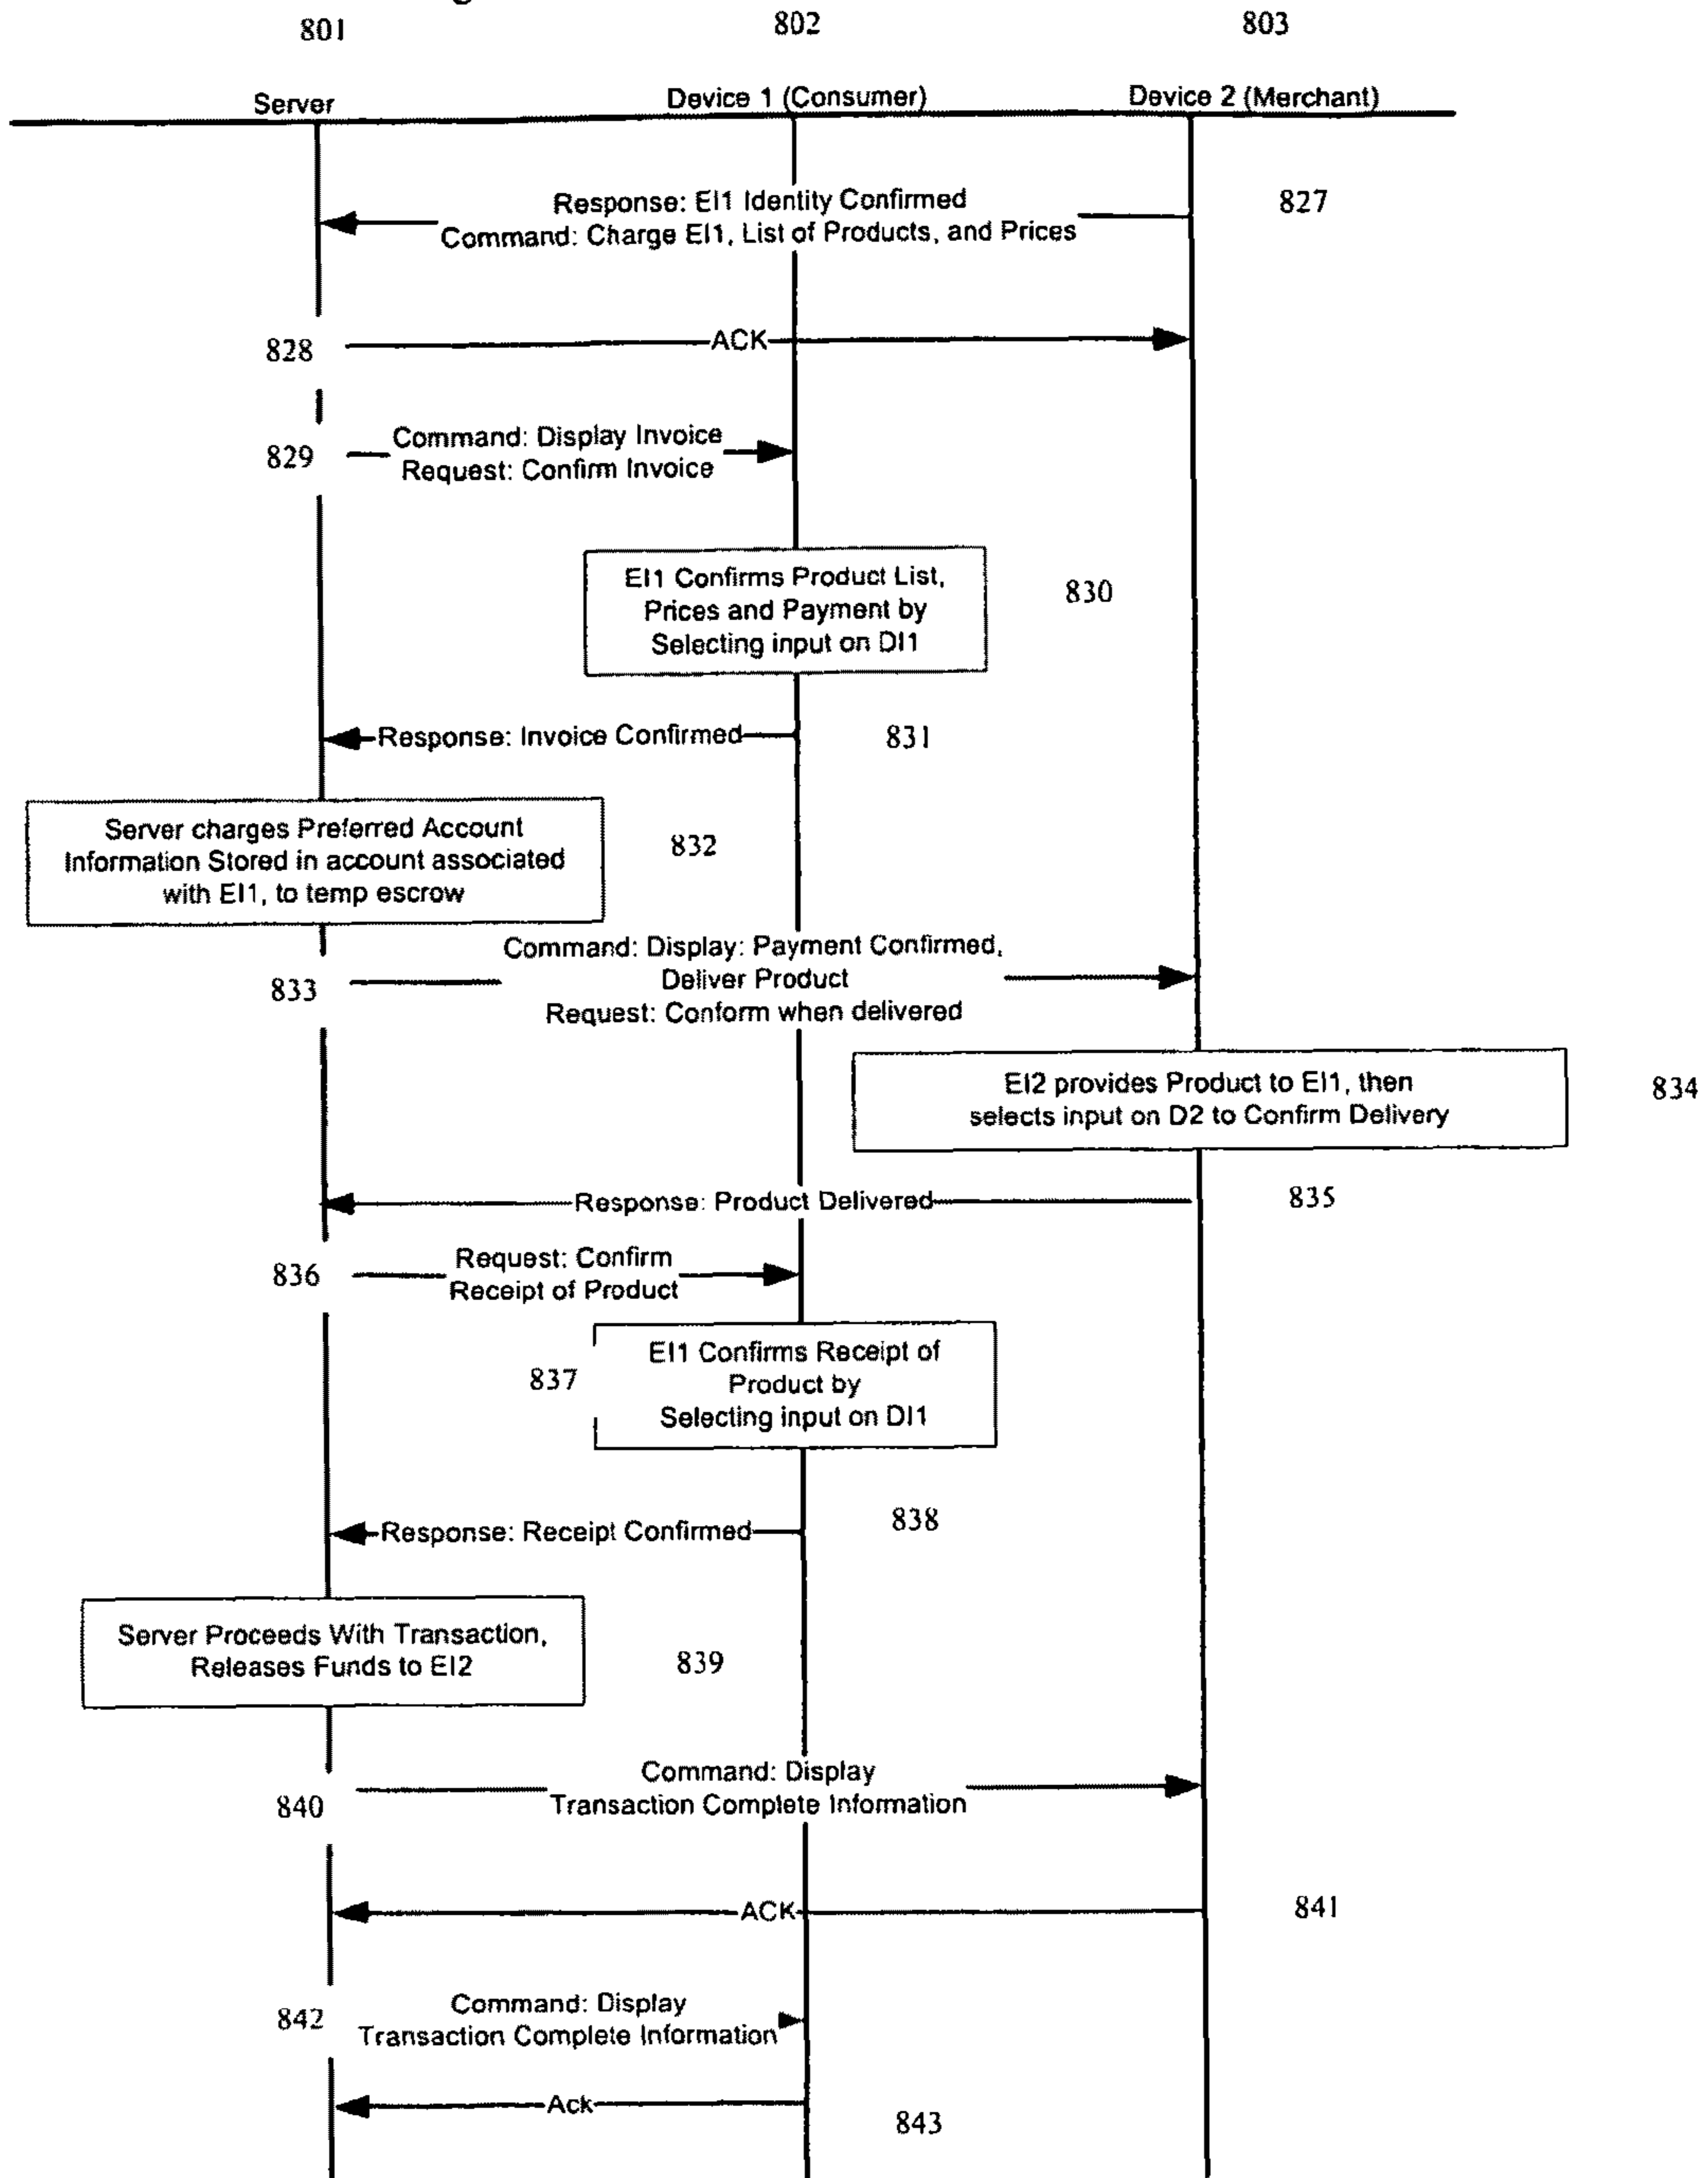 801
802
803
Server
Device 1 (Consumer)
Device 2 (Merchant)
Response: EI1 Identity Confirmed
Command: Charge EI1, List of Products, and Prices
827
828
ACK
829
Command: Display Invoice
Request: Confirm Invoice
EI1 Confirms Product List,
Prices and Payment by
Selecting input on DI1
830
Response: Invoice Confirmed
831
Server charges Preferred Account
Information Stored in account associated
with EI1, to temp escrow
832
833
Command: Display: Payment Confirmed,
Deliver Product
Request: Conform when delivered
EI2 provides Product to EI1, then
selects input on D2 to Confirm Delivery
834
Response: Product Delivered
835
836
Request: Confirm
Receipt of Product
837
EI1 Confirms Receipt of
Product by
Selecting input on DI1
Response: Receipt Confirmed
838
Server Proceeds With Transaction,
Releases Funds to EI2
839
840
Command: Display
Transaction Complete Information
ACK
841
842
Command: Display
Transaction Complete Information
Ack
843